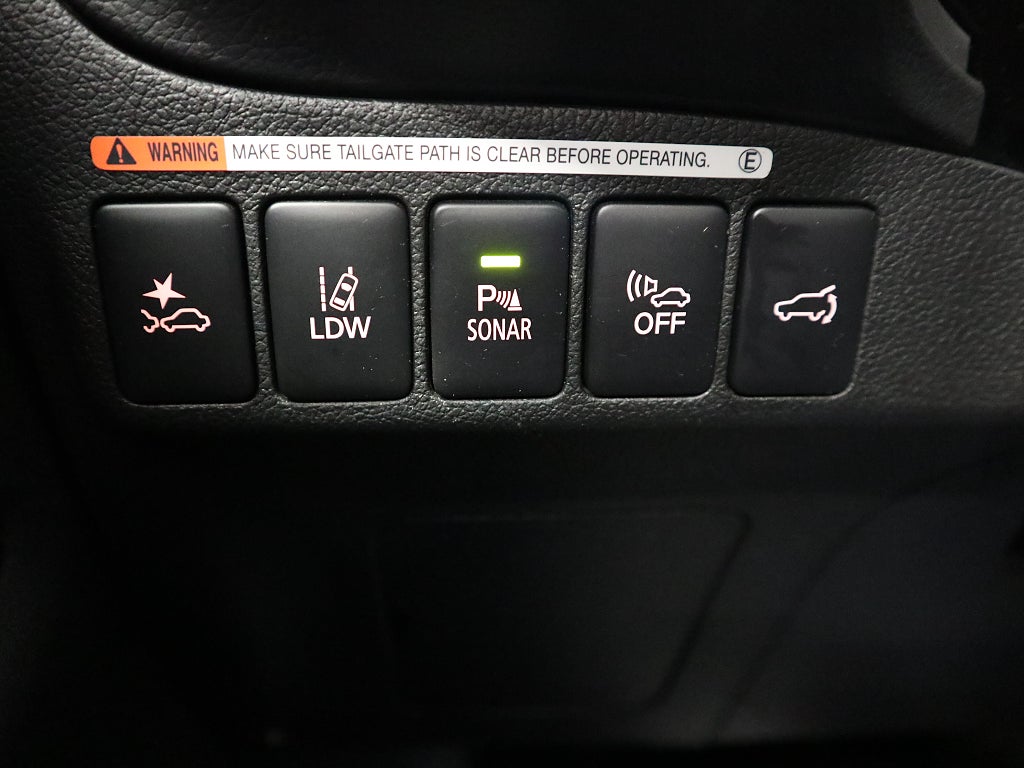 WARNING MAKE SURE TAILGATE PATH IS CLEAR BEFORE OPERATING. E
LDW
P
SONAR
OFF